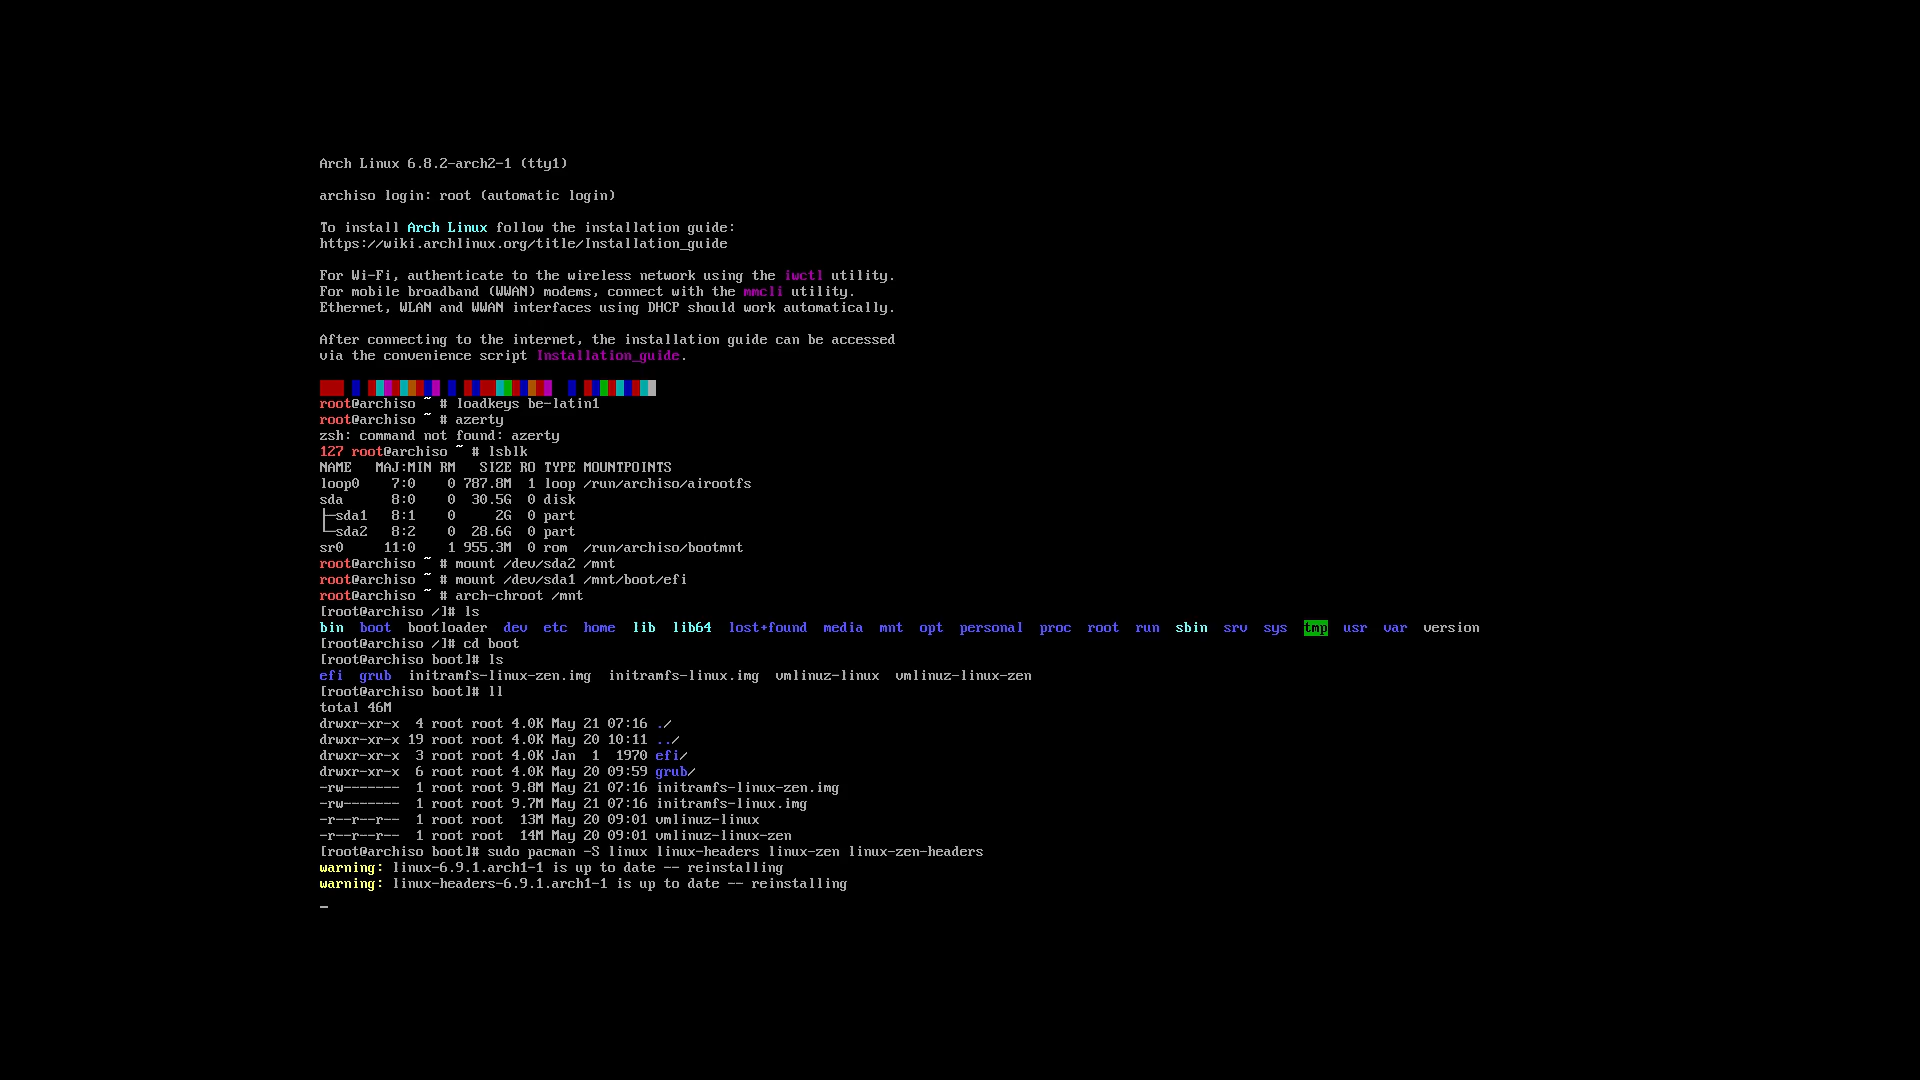 Arch Linux 6.8.2-arch2-1 (tty1)
archiso login: root (automatic login)
To install Arch Linux follow the installation guide:
https://wiki.archlinux.org/title/Installation_guide
For Wi-Fi, authenticate to the wireless network using the iwctl utility.
For mobile broadband (WWAN) modems, connect with the mmcli utility.
Ethernet, WLAN and WWAN interfaces using DHCP should work automatically.
After connecting to the internet, the installation guide can be accessed
via the convenience script Installation_guide.
root@archiso ~ # loadkeys be-latin1
root@archiso ~ # azerty
zsh: command not found: azerty
127 root@archiso ~ # lsblk
NAME   MAJ:MIN RM   SIZE RO TYPE MOUNTPOINTS
loop0    7:0    0 787.8M  1 loop /run/archiso/airootfs
sda      8:0    0  30.5G  0 disk
├─sda1   8:1    0     2G  0 part
└─sda2   8:2    0  28.6G  0 part
sr0     11:0    1 955.3M  0 rom  /run/archiso/bootmnt
root@archiso ~ # mount /dev/sda2 /mnt
root@archiso ~ # mount /dev/sda1 /mnt/boot/efi
root@archiso ~ # arch-chroot /mnt
[root@archiso /]# ls
bin  boot  bootloader  dev  etc  home  lib  lib64  lost+found  media  mnt  opt  personal  proc  root  run  sbin  srv  sys  tmp  usr  var  version
[root@archiso /]# cd boot
[root@archiso boot]# ls
efi  grub  initramfs-linux-zen.img  initramfs-linux.img  vmlinuz-linux  vmlinuz-linux-zen
[root@archiso boot]# ll
total 46M
drwxr-xr-x  4 root root 4.0K May 21 07:16 ./
drwxr-xr-x 19 root root 4.0K May 20 10:11 ../
drwxr-xr-x  3 root root 4.0K Jan  1  1970 efi/
drwxr-xr-x  6 root root 4.0K May 20 09:59 grub/
-rw-------  1 root root 9.8M May 21 07:16 initramfs-linux-zen.img
-rw-------  1 root root 9.7M May 21 07:16 initramfs-linux.img
-r--r--r--  1 root root  13M May 20 09:01 vmlinuz-linux
-r--r--r--  1 root root  14M May 20 09:01 vmlinuz-linux-zen
[root@archiso boot]# sudo pacman -S linux linux-headers linux-zen linux-zen-headers
warning: linux-6.9.1.arch1-1 is up to date -- reinstalling
warning: linux-headers-6.9.1.arch1-1 is up to date -- reinstalling